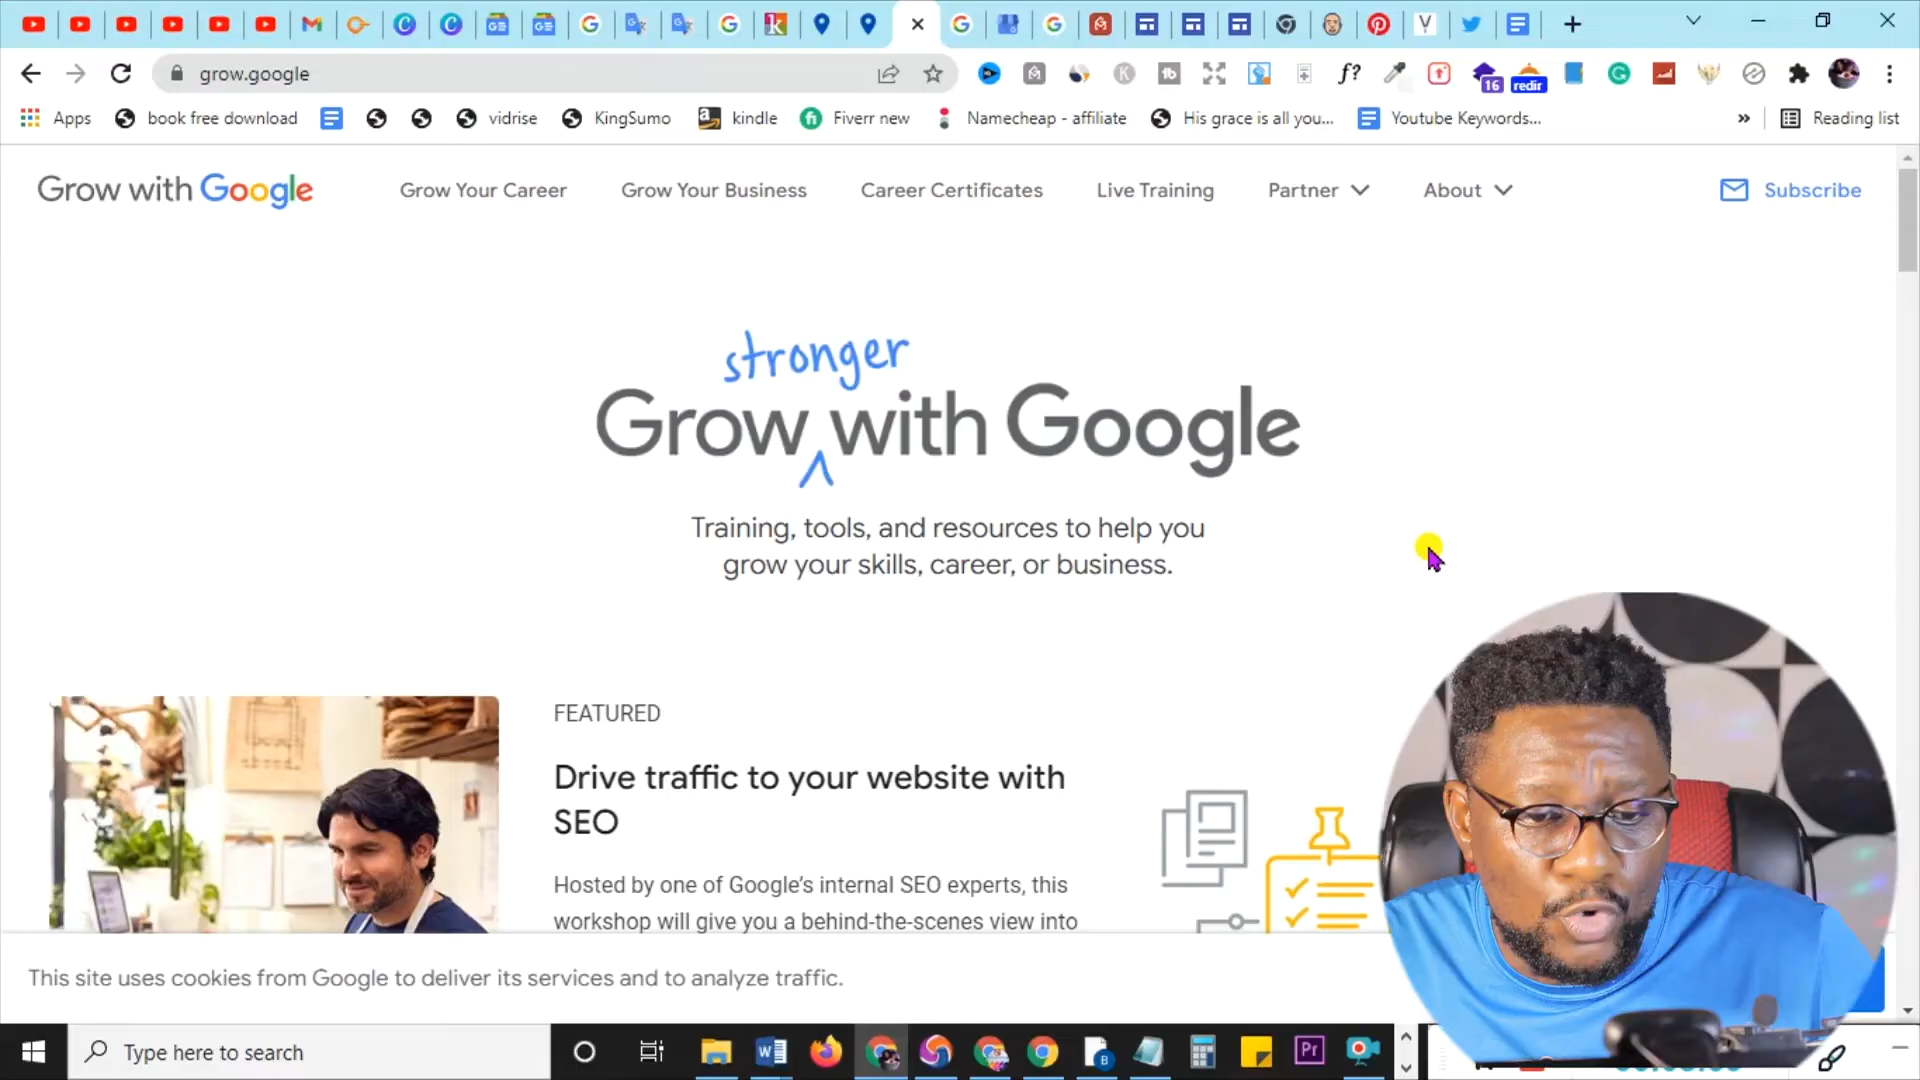 grow.google
f?
16
redir
Apps
book free download
vidrise
KingSumo
kindle
Fiverr new
Namecheap - affiliate
His grace is all you...
Youtube Keywords...
»
Reading list
Grow with Google
Grow Your Career
Grow Your Business
Career Certificates
Live Training
Partner
About
Subscribe
stronger
Grow with Google
Training, tools, and resources to help you
grow your skills, career, or business.
FEATURED
Drive traffic to your website with
SEO
Hosted by one of Google's internal SEO experts, this
workshop will give you a behind-the-scenes view into
This site uses cookies from Google to deliver its services and to analyze traffic.
Type here to search
Pr